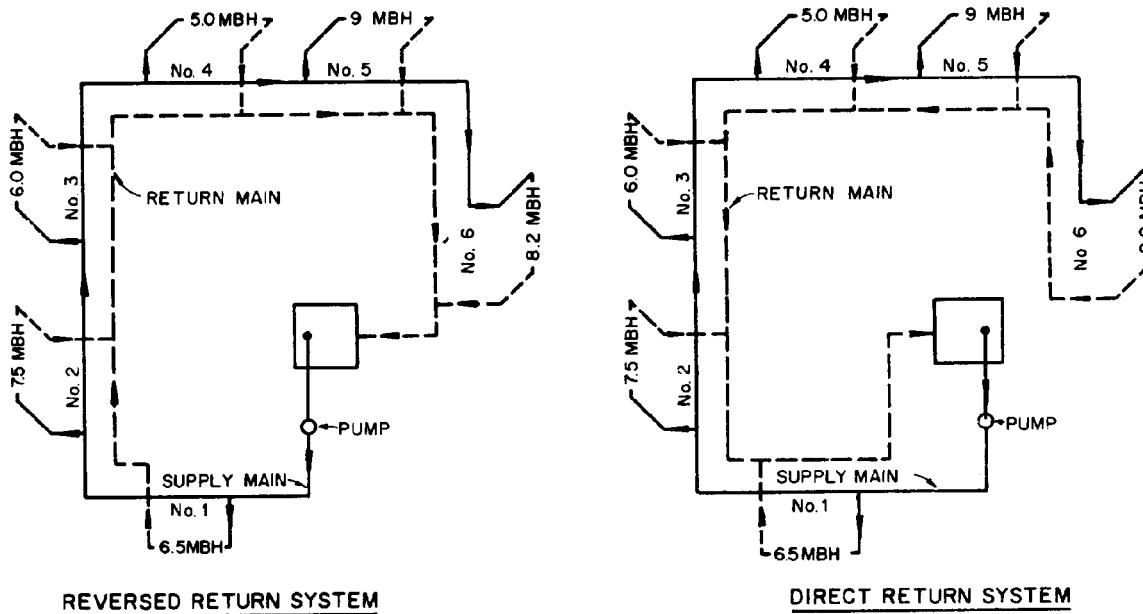 5.0 MBH
9 MBH
No. 4
No. 5
6.0 MBH
No. 3
RETURN MAIN
No. 6
8.2 MBH
7.5 MBH
No. 2
PUMP
SUPPLY MAIN
No. 1
6.5MBH
REVERSED RETURN SYSTEM
5.0 MBH
9 MBH
No. 4
No. 5
6.0 MBH
No. 3
RETURN MAIN
No 6
MBH
7.5 MBH
No. 2
PUMP
SUPPLY MAIN
No. 1
6.5MBH
DIRECT RETURN SYSTEM